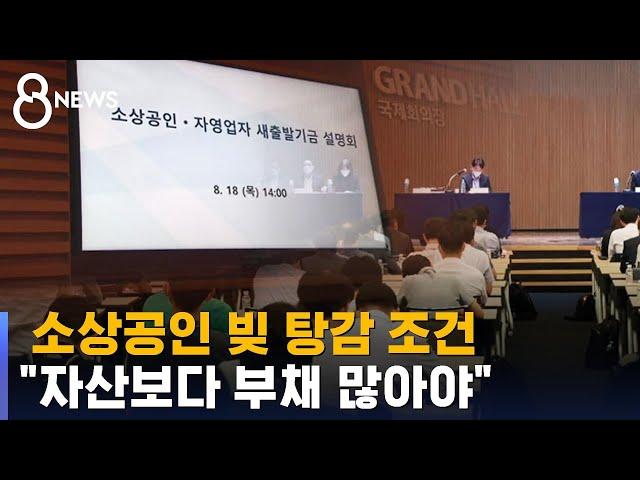 8 NEWS
소상공인 • 자영업자 새출발기금 설명회
8. 18 (목) 14:00
GRAND HALL
국제회의장
소상공인 빚 탕감 조건
"자산보다 부채 많아야"